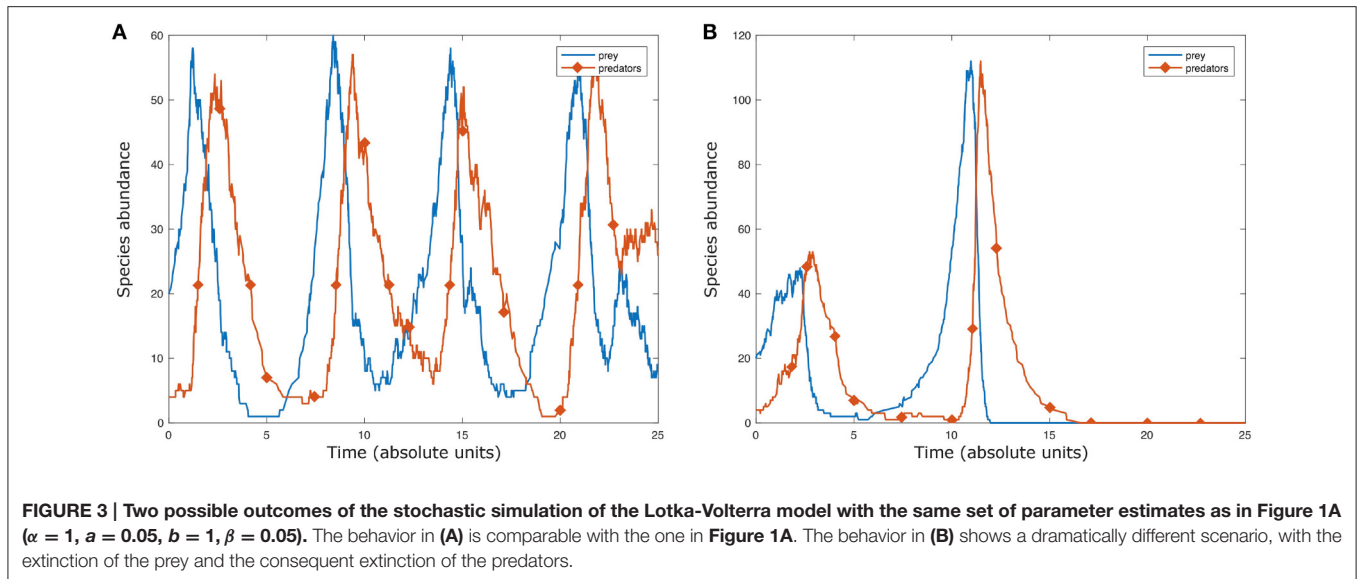 A
60
50
40
30
20
10
0
Species abundance
0 5 10 15 20 25
Time (absolute units)
prey
predators
B
120
100
80
60
40
20
0
Species abundance
0 5 10 15 20 25
Time (absolute units)
prey
predators
FIGURE 3 | Two possible outcomes of the stochastic simulation of the Lotka-Volterra model with the same set of parameter estimates as in Figure 1A
(α = 1, a = 0.05, b = 1, β = 0.05). The behavior in (A) is comparable with the one in Figure 1A. The behavior in (B) shows a dramatically different scenario, with the
extinction of the prey and the consequent extinction of the predators.